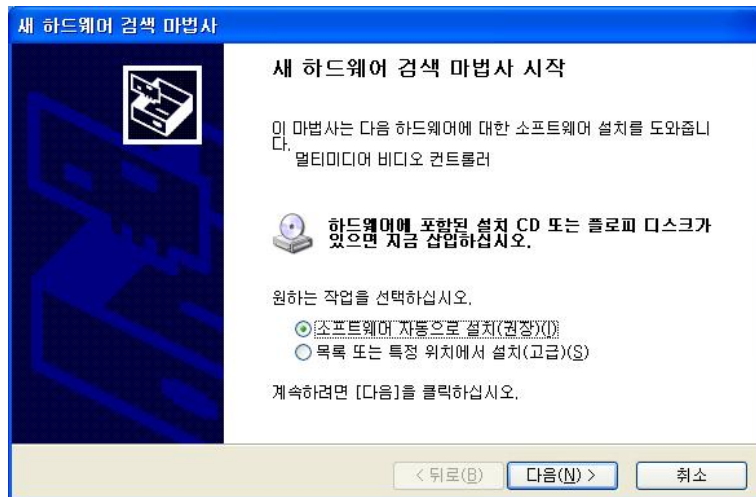 새 하드웨어 검색 마법사
새 하드웨어 검색 마법사 시작
이 마법사는 다음 하드웨어에 대한 소프트웨어 설치를 도와줍니
다.
멀티미디어 비디오 컨트롤러
하드웨어에 포함된 설치 CD 또는 플로피 디스크가
있으면 지금 삽입하십시오.
원하는 작업을 선택하십시오.
소프트웨어 자동으로 설치(권장)(I)
목록 또는 특정 위치에서 설치(고급)(S)
계속하려면 [다음]을 클릭하십시오.
< 뒤로(B) 다음(N) > 취소